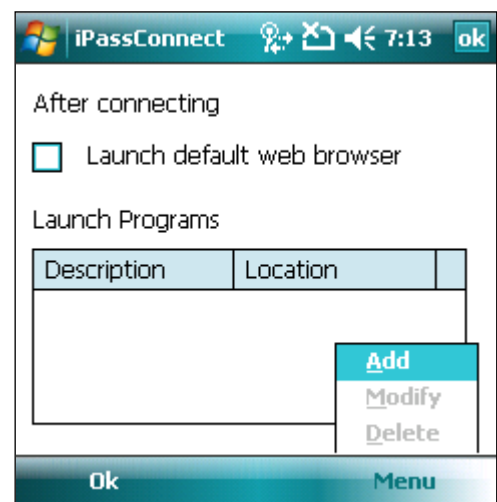 iPassConnect 7:13 ok
After connecting
Launch default web browser
Launch Programs
Description Location
Add
Modify
Delete
Ok Menu